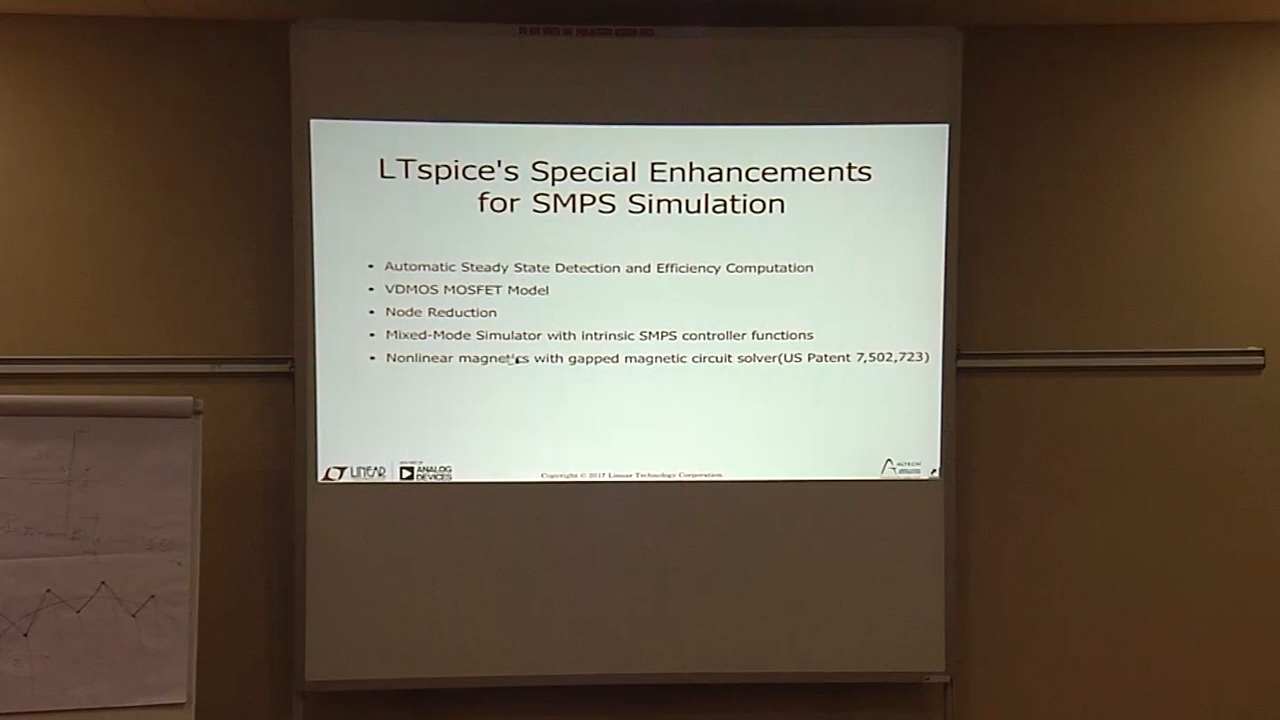 LTspice's Special Enhancements
for SMPS Simulation
• Automatic Steady State Detection and Efficiency Computation
• VDMOS MOSFET Model
• Node Reduction
• Mixed-Mode Simulator with intrinsic SMPS controller functions
• Nonlinear magnetics with gapped magnetic circuit solver(US Patent 7,502,723)
LINEAR
ANALOG
DEVICES
Copyright © 2017 Linear Technology Corporation
ALTECH